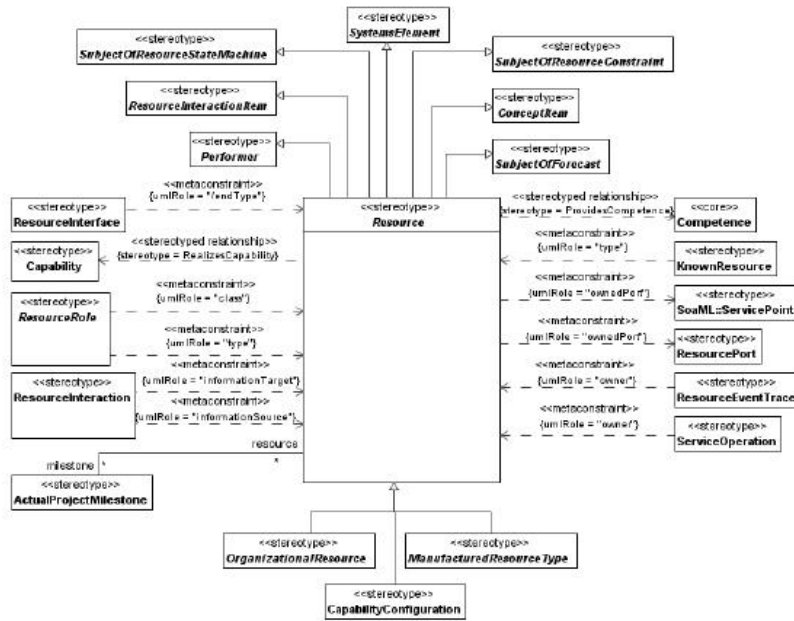 <<stereotype>>
SystemsElement
<<stereotype>>
SubjectOfResourceStateMachine
<<stereotype>>
SubjectOfResourceConstraint
<<stereotype>>
ResourceInteractionItem
<<stereotype>>
ConceptItem
<<stereotype>>
Performer
<<stereotype>>
SubjectOfForecast
<<stereotype>>
ResourceInterface
<<metaconstraint>>
{umlRole = "/endType"}
<<stereotype>>
Resource
<<stereotyped relationship>>
{stereotype = ProvidesCompetence}
<<core>>
Competence
<<stereotype>>
Capability
<<stereotyped relationship>>
{stereotype = RealizesCapability}
<<metaconstraint>>
{umlRole = "type"}
<<stereotype>>
KnownResource
<<stereotype>>
ResourceRole
<<metaconstraint>>
{umlRole = "class"}
<<metaconstraint>>
{umlRole = "type"}
<<metaconstraint>>
{umlRole = "ownedPort"}
<<stereotype>>
SoaML::ServicePoint
<<metaconstraint>>
{umlRole = "ownedPort"}
<<stereotype>>
ResourcePort
<<stereotype>>
ResourceInteraction
<<metaconstraint>>
{umlRole = "informationTarget"}
<<metaconstraint>>
{umlRole = "informationSource"}
<<metaconstraint>>
{umlRole = "owner"}
<<stereotype>>
ResourceEventTrace
<<metaconstraint>>
{umlRole = "owner"}
<<stereotype>>
ServiceOperation
resource
milestone * *
<<stereotype>>
ActualProjectMilestone
<<stereotype>>
OrganizationalResource
<<stereotype>>
ManufacturedResourceType
<<stereotype>>
CapabilityConfiguration